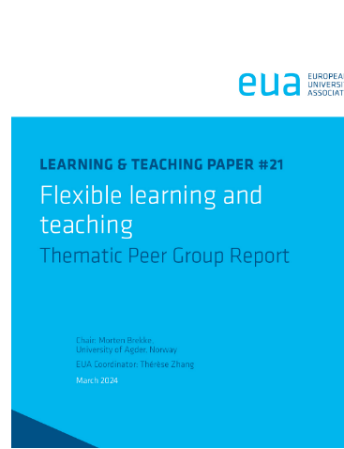 eua
EUROPEAN
UNIVERSIT
ASSOCIAT
LEARNING & TEACHING PAPER #21
Flexible learning and
teaching
Thematic Peer Group Report
Chair: Morten Brekke,
University of Agder, Norway
EUA Coordinator: Thérèse Zhang
March 2024